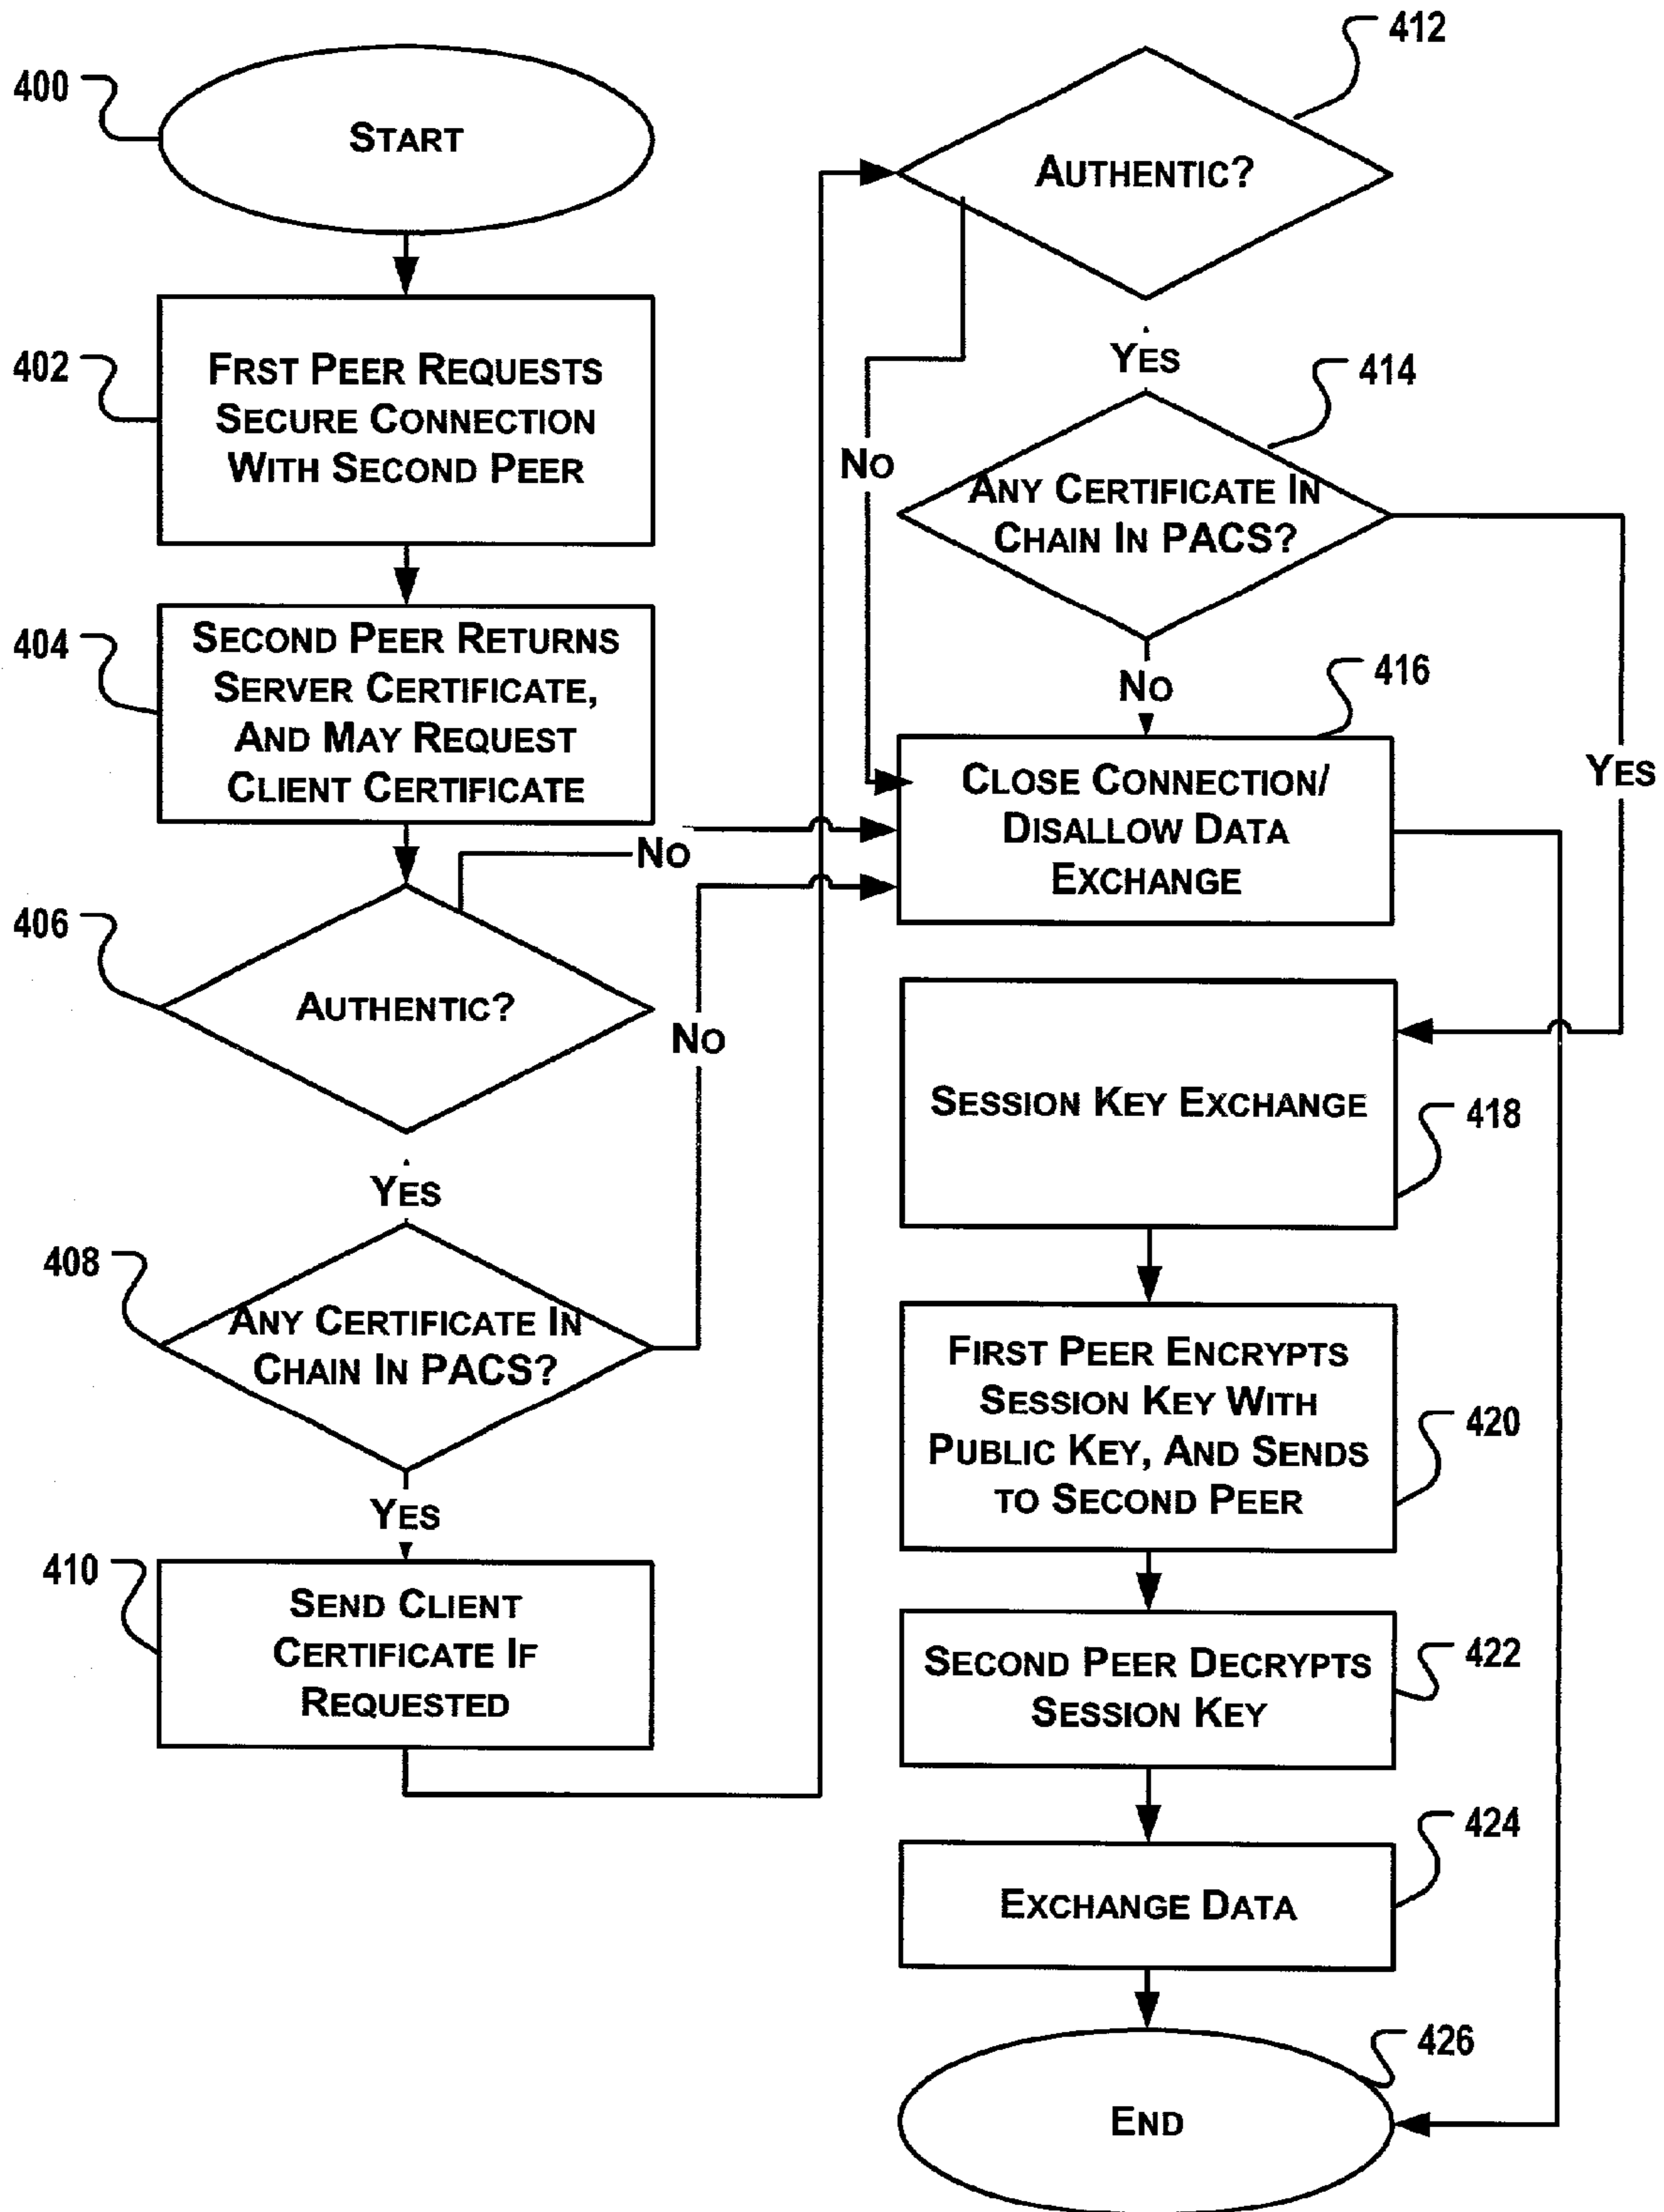 400
START
402
FRST PEER REQUESTS
SECURE CONNECTION
WITH SECOND PEER
404
SECOND PEER RETURNS
SERVER CERTIFICATE,
AND MAY REQUEST
CLIENT CERTIFICATE
NO
406
AUTHENTIC?
NO
YES
408
ANY CERTIFICATE IN
CHAIN IN PACS?
YES
410
SEND CLIENT
CERTIFICATE IF
REQUESTED
412
AUTHENTIC?
YES
414
NO
ANY CERTIFICATE IN
CHAIN IN PACS?
NO
416
YES
CLOSE CONNECTION/
DISALLOW DATA
EXCHANGE
SESSION KEY EXCHANGE
418
FIRST PEER ENCRYPTS
SESSION KEY WITH
PUBLIC KEY, AND SENDS
TO SECOND PEER
420
SECOND PEER DECRYPTS
SESSION KEY
422
424
EXCHANGE DATA
426
END